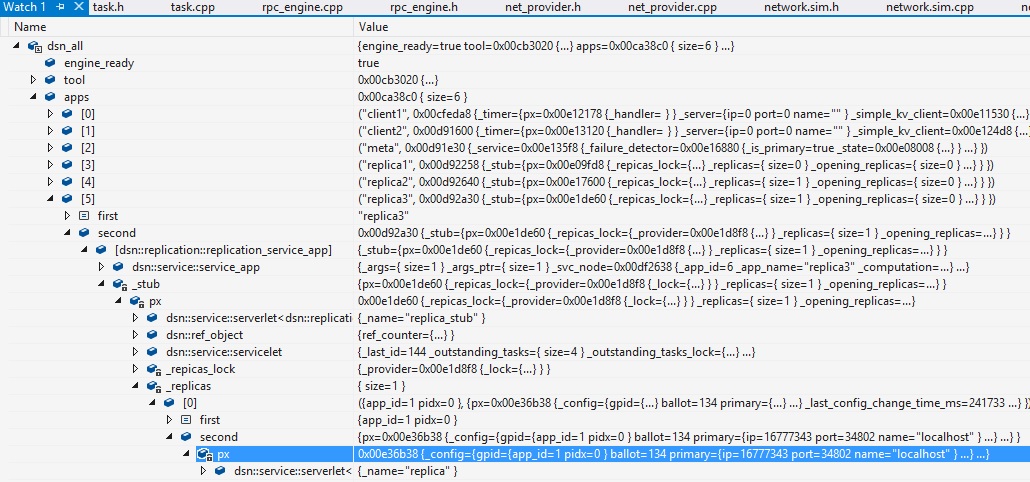 Watch 1 task.h task.cpp rpc_engine.cpp rpc_engine.h net_provider.h net_provider.cpp network.sim.h network.sim.cpp ne
Name Value
dsn_all {engine_ready=true tool=0x00cb3020 {...} apps=0x00ca38c0 { size=6 } ...}
engine_ready true
tool 0x00cb3020 {...}
apps 0x00ca38c0 { size=6 }
[0] ("client1", 0x00cfeda8 {_timer={px=0x00e12178 {_handler= } } _server={ip=0 port=0 name="" } _simple_kv_client=0x00e11530 {...}
[1] ("client2", 0x00d91600 {_timer={px=0x00e13120 {_handler= } } _server={ip=0 port=0 name="" } _simple_kv_client=0x00e124d8 {...}
[2] ("meta", 0x00d91e30 {_service=0x00e135f8 {_failure_detector=0x00e16880 {_is_primary=true _state=0x00e08008 {...} } ...} })
[3] ("replica1", 0x00d92258 {_stub={px=0x00e09fd8 {_repicas_lock={...} _replicas={ size=0 } _opening_replicas={ size=0 } ...} } })
[4] ("replica2", 0x00d92640 {_stub={px=0x00e17600 {_repicas_lock={...} _replicas={ size=1 } _opening_replicas={ size=0 } ...} } })
[5] ("replica3", 0x00d92a30 {_stub={px=0x00e1de60 {_repicas_lock={...} _replicas={ size=1 } _opening_replicas={ size=0 } ...} } })
first "replica3"
second 0x00d92a30 {_stub={px=0x00e1de60 {_repicas_lock={_provider=0x00e1d8f8 {...} } _replicas={ size=1 } _opening_replicas=...} } }
[dsn::replication::replication_service_app] {_stub={px=0x00e1de60 {_repicas_lock={_provider=0x00e1d8f8 {...} } _replicas={ size=1 } _opening_replicas=...} } }
dsn::service::service_app {_args={ size=1 } _args_ptr={ size=1 } _svc_node=0x00df2638 {_app_id=6 _app_name="replica3" _computation=...} ...}
_stub {px=0x00e1de60 {_repicas_lock={_provider=0x00e1d8f8 {_lock={...} } } _replicas={ size=1 } _opening_replicas=...} }
px 0x00e1de60 {_repicas_lock={_provider=0x00e1d8f8 {_lock={...} } } _replicas={ size=1 } _opening_replicas=...}
dsn::service::serverlet<dsn::replicati {_name="replica_stub" }
dsn::ref_object {ref_counter={...} }
dsn::service::servicelet {_last_id=144 _outstanding_tasks={ size=4 } _outstanding_tasks_lock={...} ...}
_repicas_lock {_provider=0x00e1d8f8 {_lock={...} } }
_replicas { size=1 }
[0] ({app_id=1 pidx=0 }, {px=0x00e36b38 {_config={gpid={...} ballot=134 primary={...} ...} _last_config_change_time_ms=241733 ...} })
first {app_id=1 pidx=0 }
second {px=0x00e36b38 {_config={gpid={app_id=1 pidx=0 } ballot=134 primary={ip=16777343 port=34802 name="localhost" } ...} ...} }
px 0x00e36b38 {_config={gpid={app_id=1 pidx=0 } ballot=134 primary={ip=16777343 port=34802 name="localhost" } ...} ...}
dsn::service::serverlet< {_name="replica" }